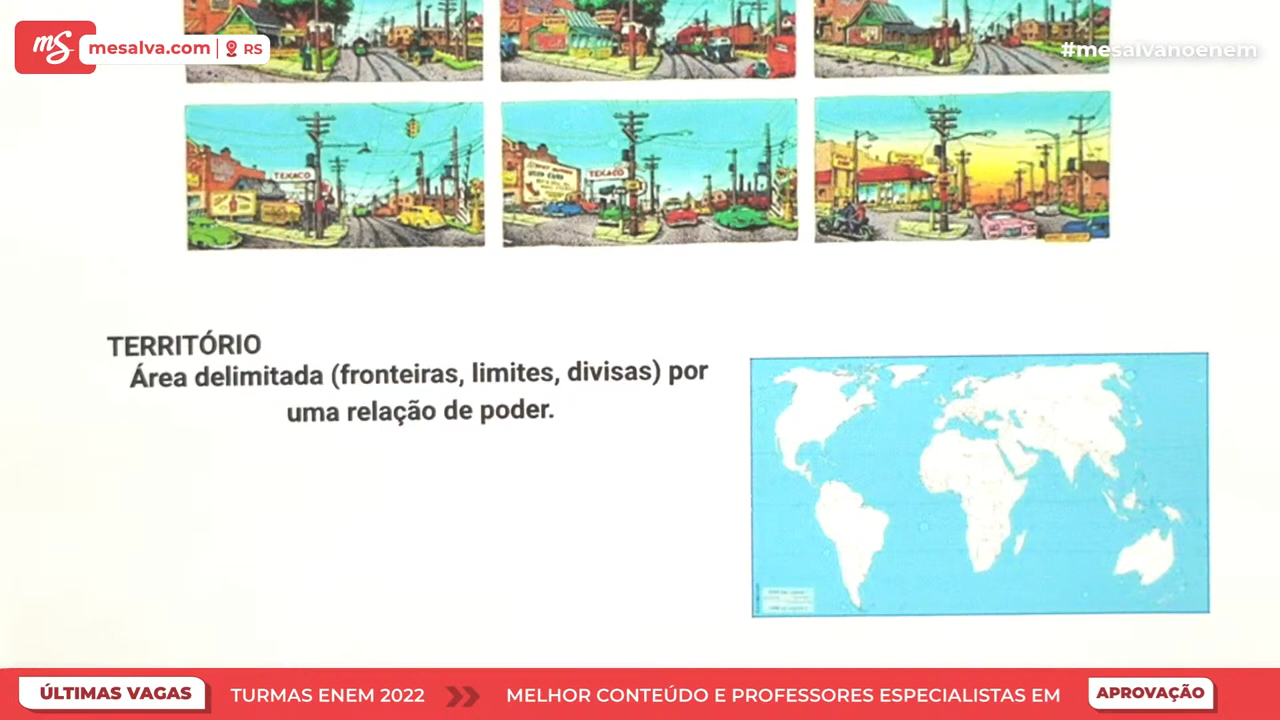 mS mesalva.com | RS
#mesalvanoenem
TEXACO
TEXACO
TERRITÓRIO
Área delimitada (fronteiras, limites, divisas) por
uma relação de poder.
ÚLTIMAS VAGAS TURMAS ENEM 2022 MELHOR CONTEÚDO E PROFESSORES ESPECIALISTAS EM APROVAÇÃO